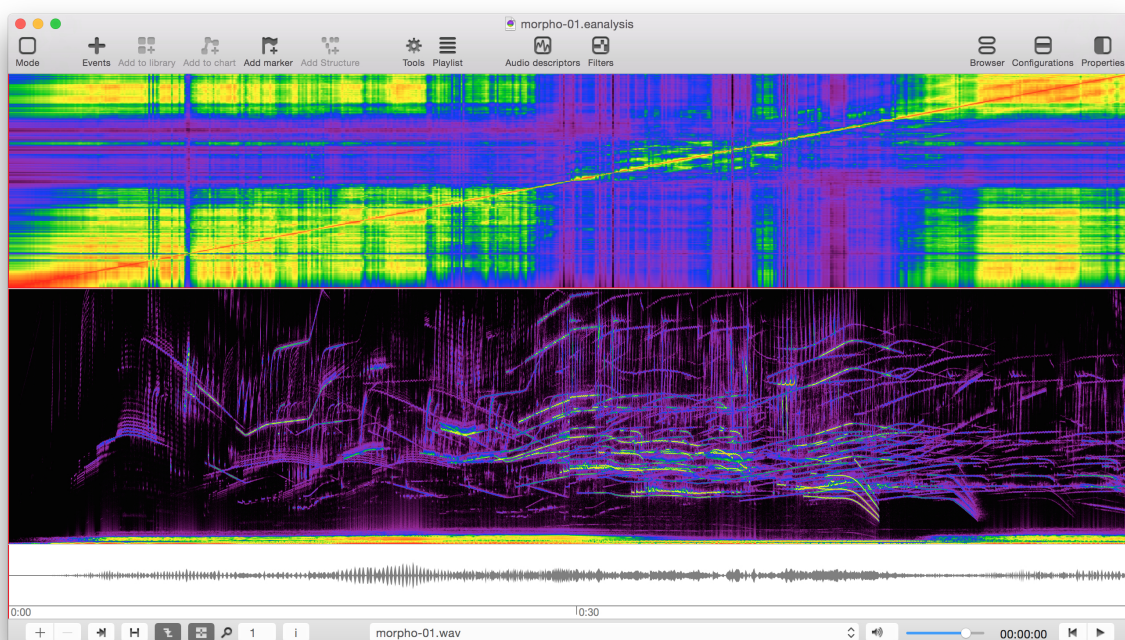 morpho-01.eanalysis
Mode Events Add to library Add to chart Add marker Add Structure Tools Playlist Audio descriptors Filters Browser Configurations Properties
0:00 0:30
1 i morpho-01.wav 00:00:00